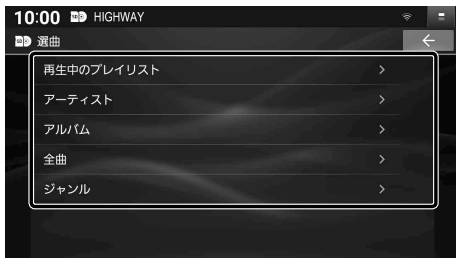 10:00 HIGHWAY
選曲
再生中のプレイリスト
アーティスト
アルバム
全曲
ジャンル